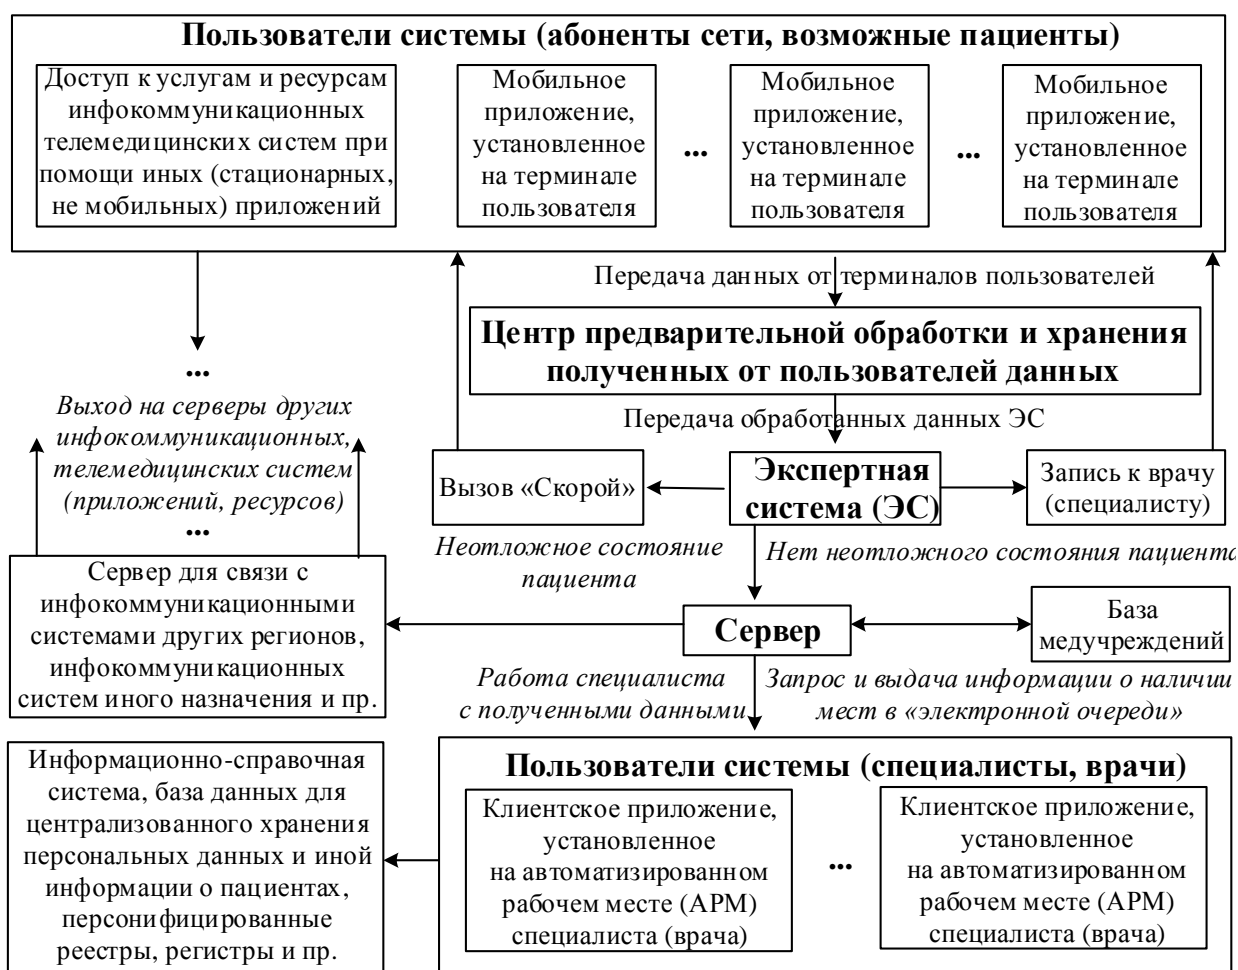 Пользователи системы (абоненты сети, возможные пациенты)
Доступ к услугам и ресурсам
инфокоммуникационных
телемедицинских систем при
помощи иных (стационарных,
не мобильных) приложений
Мобильное
приложение,
установленное
на терминале
пользователя
...
Мобильное
приложение,
установленное
на терминале
пользователя
...
Мобильное
приложение,
установленное
на терминале
пользователя
Передача данных от терминалов пользователей
Центр предварительной обработки и хранения
полученных от пользователей данных
Передача обработанных данных ЭС
...
Выход на серверы других
инфокоммуникационных,
телемедицинских систем
(приложений, ресурсов)
...
Вызов «Скорой»
Экспертная
система (ЭС)
Запись к врачу
(специалисту)
Неотложное состояние
пациента
Нет неотложного состояния пациента
Сервер для связи с
инфокоммуникационными
системами других регионов,
инфокоммуникационных
систем иного назначения и пр.
Сервер
База
медучреждений
Работа специалиста
с полученными данными
Запрос и выдача информации о наличии
мест в «электронной очереди»
Информационно-справочная
система, база данных для
централизованного хранения
персональных данных и иной
информации о пациентах,
персонифицированные
реестры, регистры и пр.
Пользователи системы (специалисты, врачи)
Клиентское приложение,
установленное
на автоматизированном
рабочем месте (АРМ)
специалиста (врача)
...
Клиентское приложение,
установленное
на автоматизированном
рабочем месте (АРМ)
специалиста (врача)